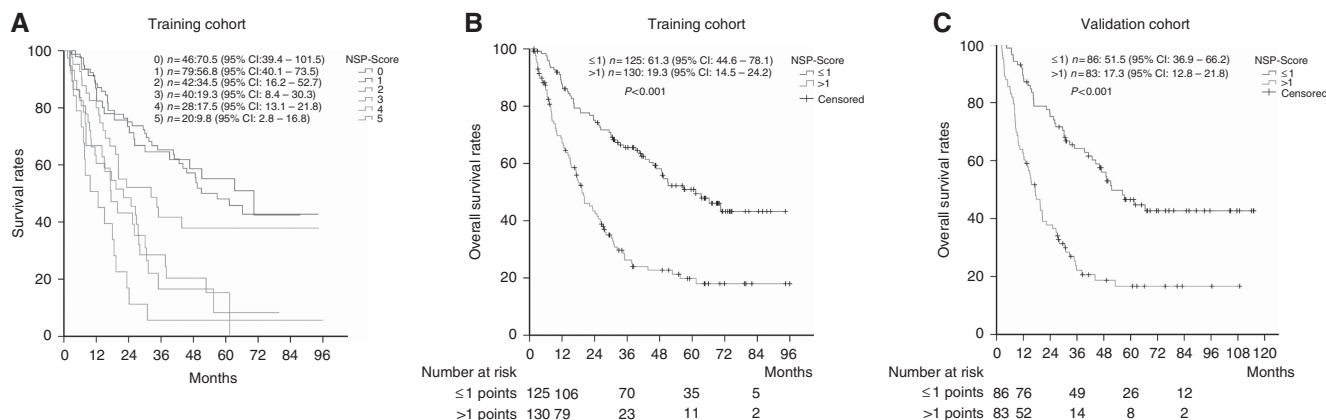 A
Training cohort
0) n=46:70.5 (95% CI:39.4 – 101.5)
1) n=79:56.8 (95% CI:40.1 – 73.5)
2) n=42:34.5 (95% CI: 16.2 – 52.7)
3) n=40:19.3 (95% CI: 8.4 – 30.3)
4) n=28:17.5 (95% CI: 13.1 – 21.8)
5) n=20:9.8 (95% CI: 2.8 – 16.8)
NSP-Score
0
1
2
3
4
5
Survival rates
100
80
60
40
20
0
0 12 24 36 48 60 72 84 96
Months
B
Training cohort
≤1) n = 125: 61.3 (95% CI: 44.6 – 78.1)
>1) n = 130: 19.3 (95% CI: 14.5 – 24.2)
P<0.001
NSP-Score
≤1
>1
Censored
Overall survival rates
100
80
60
40
20
0
0 12 24 36 48 60 72 84 96
Months
Number at risk
≤1 points 125 106 70 35 5
>1 points 130 79 23 11 2
C
Validation cohort
≤1) n = 86: 51.5 (95% CI: 36.9 – 66.2)
>1) n = 83: 17.3 (95% CI: 12.8 – 21.8)
P<0.001
NSP-Score
≤1
>1
Censored
Overall survival rates
100
80
60
40
20
0
0 12 24 36 48 60 72 84 96 108 120
Months
Number at risk
≤1 points 86 76 49 26 12
>1 points 83 52 14 8 2